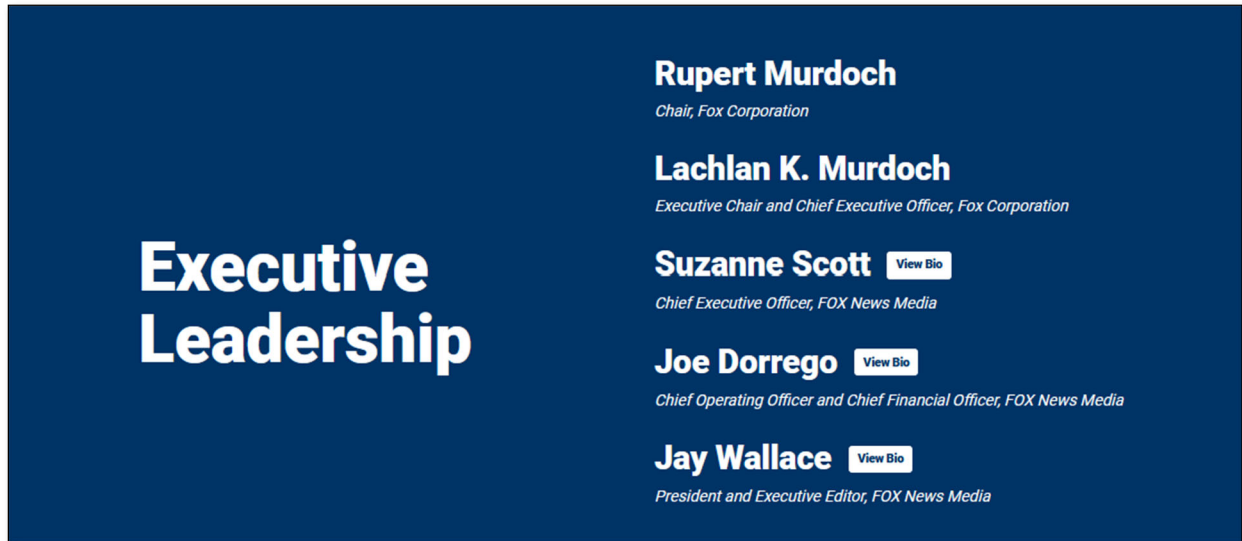 Executive
Leadership
Rupert Murdoch
Chair, Fox Corporation
Lachlan K. Murdoch
Executive Chair and Chief Executive Officer, Fox Corporation
Suzanne Scott View Bio
Chief Executive Officer, FOX News Media
Joe Dorrego View Bio
Chief Operating Officer and Chief Financial Officer, FOX News Media
Jay Wallace View Bio
President and Executive Editor, FOX News Media